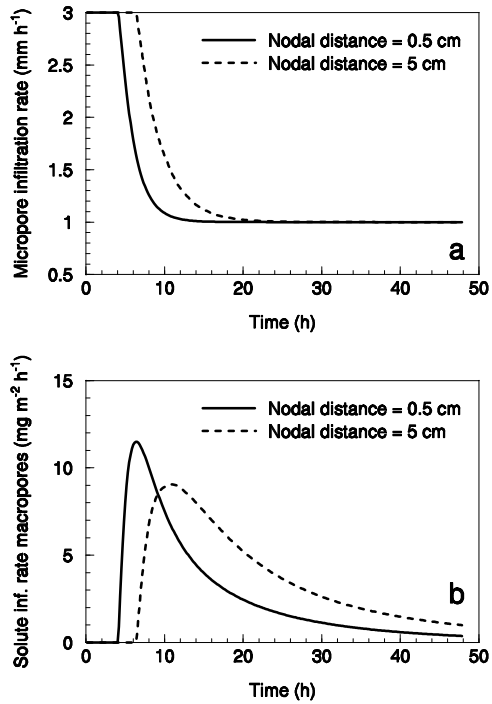 Micropore infiltration rate (mm h⁻¹)
3
2.5
2
1.5
1
0.5
Nodal distance = 0.5 cm
Nodal distance = 5 cm
a
0 10 20 30 40 50
Time (h)
Solute inf. rate macropores (mg m⁻² h⁻¹)
15
10
5
0
Nodal distance = 0.5 cm
Nodal distance = 5 cm
b
0 10 20 30 40 50
Time (h)